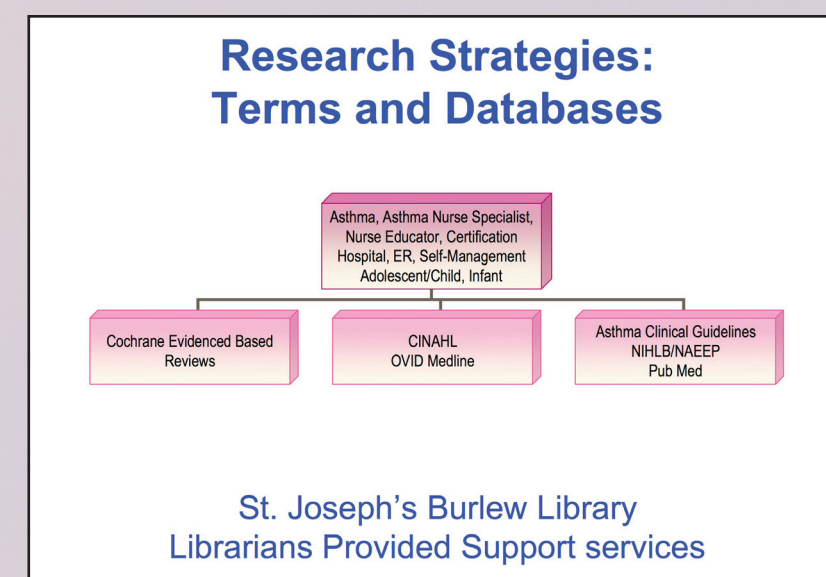 Research Strategies:
Terms and Databases
Asthma, Asthma Nurse Specialist,
Nurse Educator, Certification
Hospital, ER, Self-Management
Adolescent/Child, Infant
Cochrane Evidenced Based
Reviews
CINAHL
OVID Medline
Asthma Clinical Guidelines
NIHLB/NAEEP
Pub Med
St. Joseph’s Burlew Library
Librarians Provided Support services